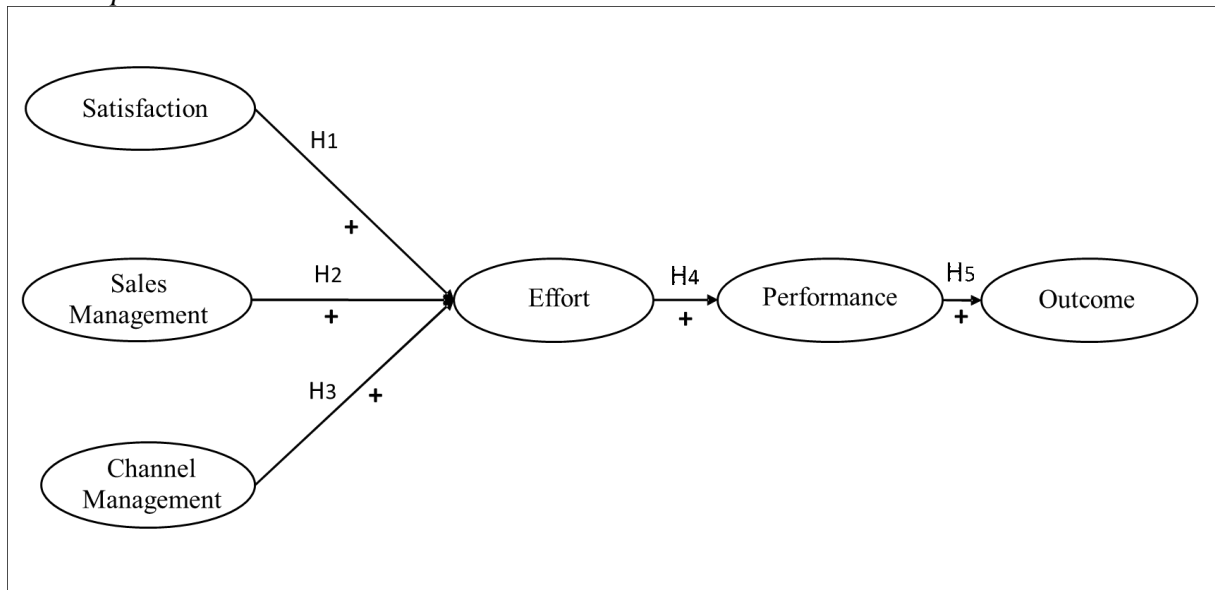 Satisfaction
H1
+
Sales
Management
H2
+
Effort
H4
+
Performance
H5
+
Outcome
H3
+
Channel
Management